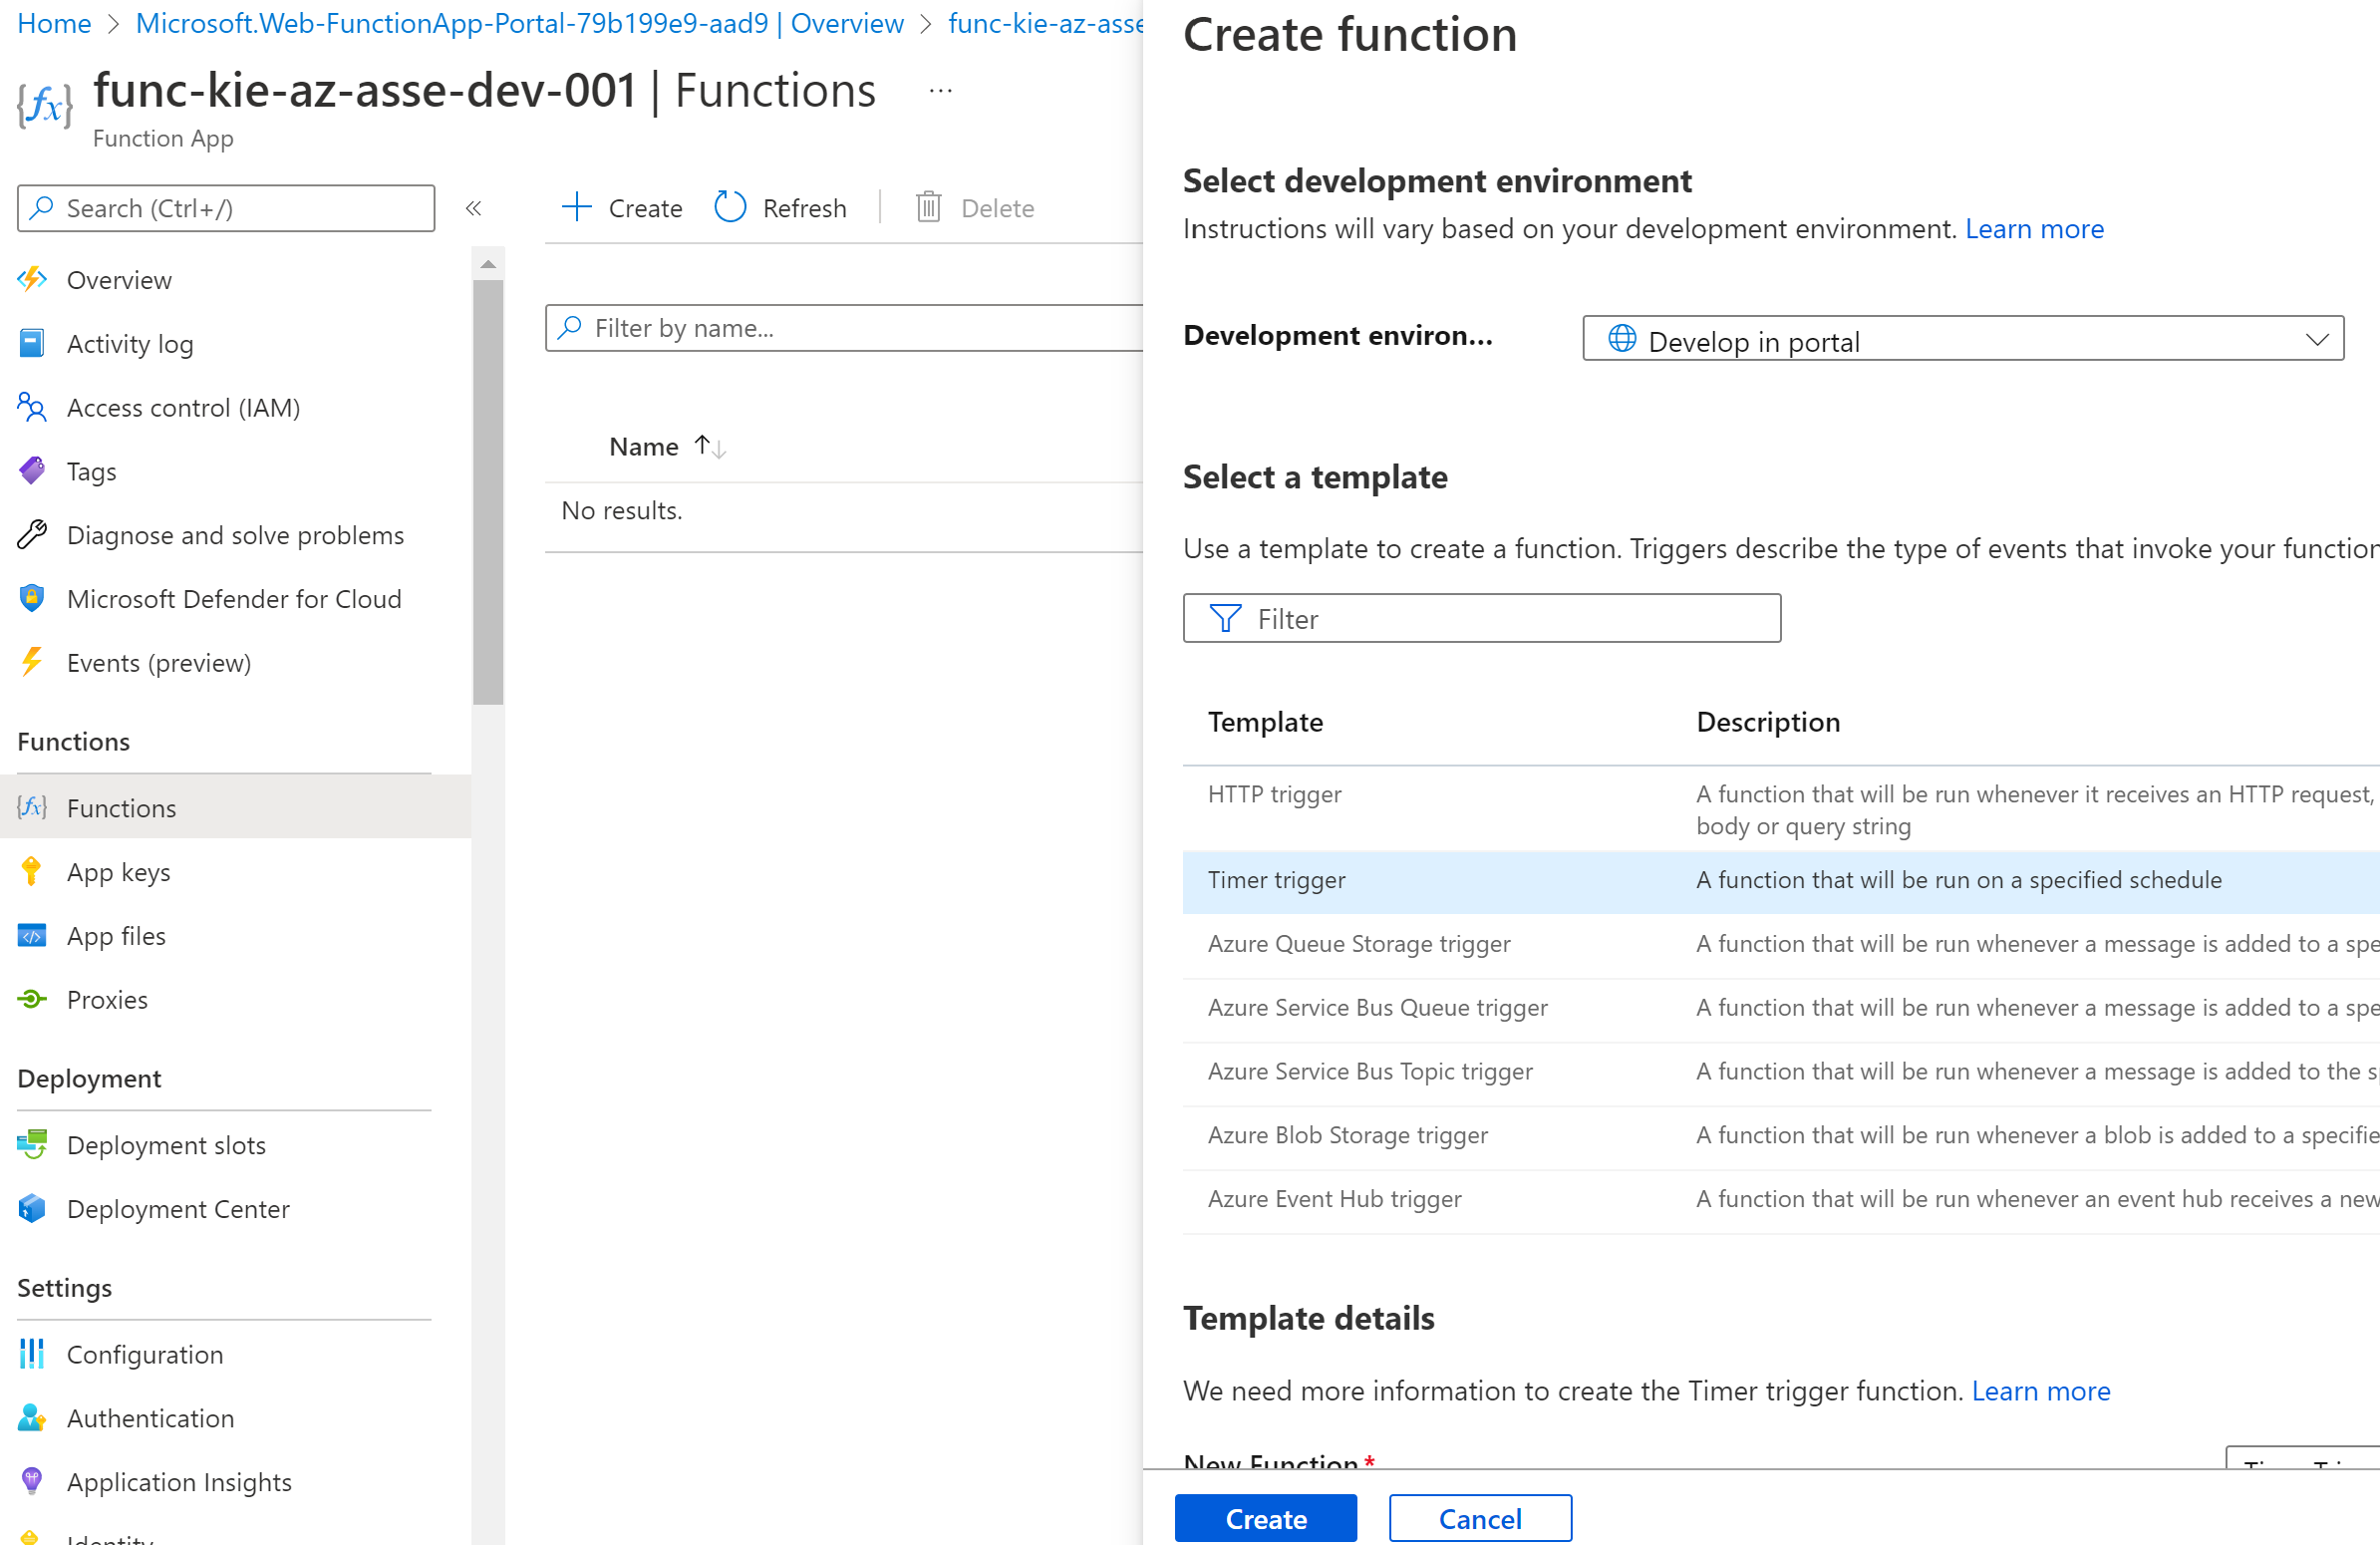 Home > Microsoft.Web-FunctionApp-Portal-79b199e9-aad9 | Overview > func-kie-az-asse
func-kie-az-asse-dev-001 | Functions ...
Function App
Search (Ctrl+/)
«
Overview
Activity log
Access control (IAM)
Tags
Diagnose and solve problems
Microsoft Defender for Cloud
Events (preview)
Functions
Functions
App keys
App files
Proxies
Deployment
Deployment slots
Deployment Center
Settings
Configuration
Authentication
Application Insights
Identity
Create Refresh Delete
Filter by name...
Name ↑↓
No results.
Create function
Select development environment
Instructions will vary based on your development environment. Learn more
Development environ... Develop in portal
Select a template
Use a template to create a function. Triggers describe the type of events that invoke your function
Filter
Template Description
HTTP trigger A function that will be run whenever it receives an HTTP request,
body or query string
Timer trigger A function that will be run on a specified schedule
Azure Queue Storage trigger A function that will be run whenever a message is added to a spe
Azure Service Bus Queue trigger A function that will be run whenever a message is added to a spe
Azure Service Bus Topic trigger A function that will be run whenever a message is added to the s
Azure Blob Storage trigger A function that will be run whenever a blob is added to a specifie
Azure Event Hub trigger A function that will be run whenever an event hub receives a new
Template details
We need more information to create the Timer trigger function. Learn more
New Function*
Create Cancel